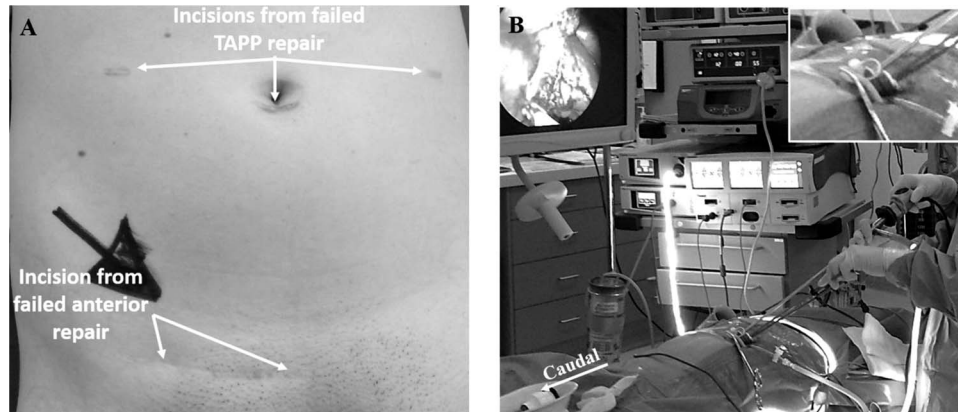 A
Incisions from failed
TAPP repair
Incision from
failed anterior
repair
B
Caudal